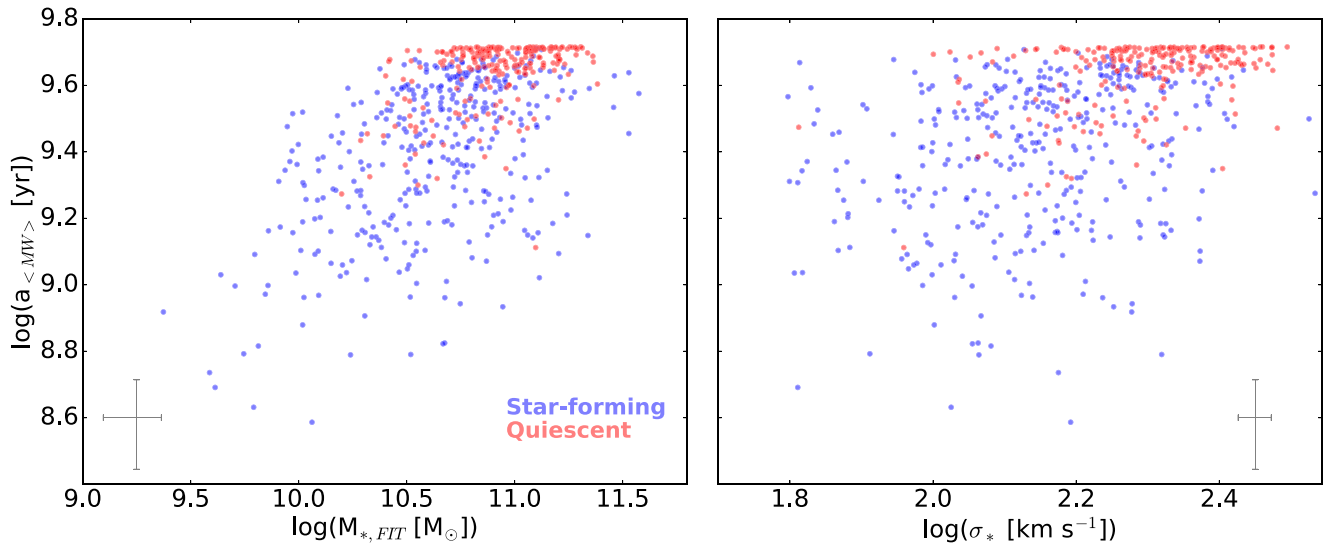 log(a<MW> [yr])
9.8
9.6
9.4
9.2
9.0
8.8
8.6
9.0 9.5 10.0 10.5 11.0 11.5
log(M*,FIT [M⊙])
Star-forming
Quiescent
1.8 2.0 2.2 2.4
log(σ* [km s⁻¹])